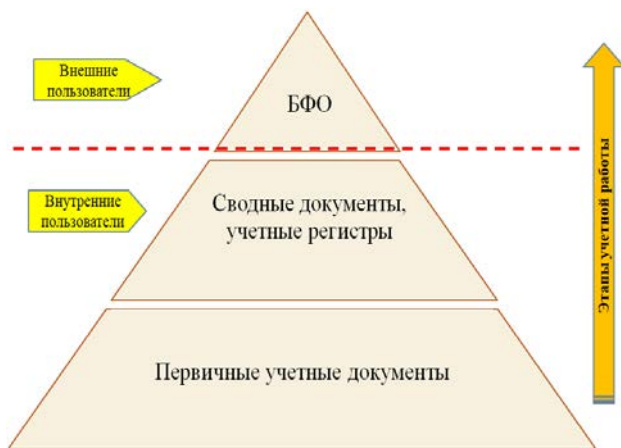 Внешние
пользователи
БФО
Внутренние
пользователи
Сводные документы,
учетные регистры
Первичные учетные документы
Этапы учетной работы